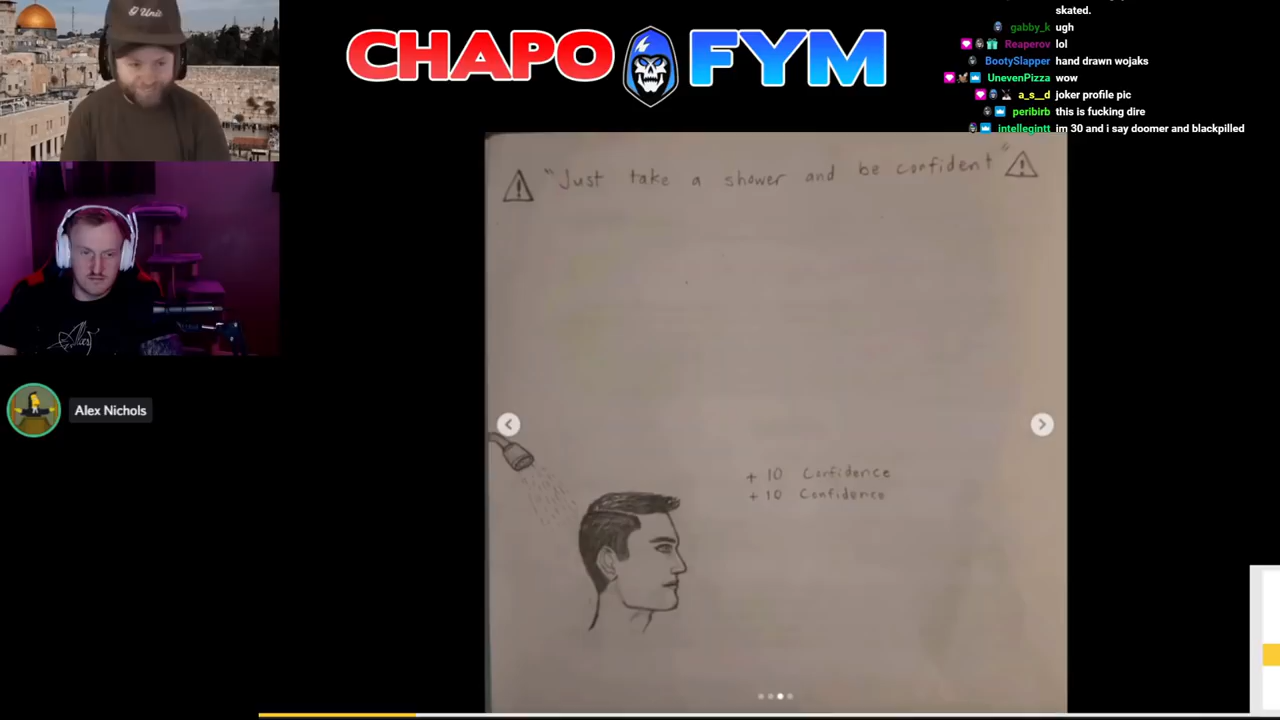 CHAPO FYM
skated.
gabby_k ugh
Reaperov lol
BootySlapper hand drawn wojaks
UnevenPizza wow
a_s__d joker profile pic
peribirb this is fucking dire
intellegintt im 30 and i say doomer and blackpilled
"Just take a shower and be confident"
+ 10 Confidence
+ 10 Confidence
Alex Nichols